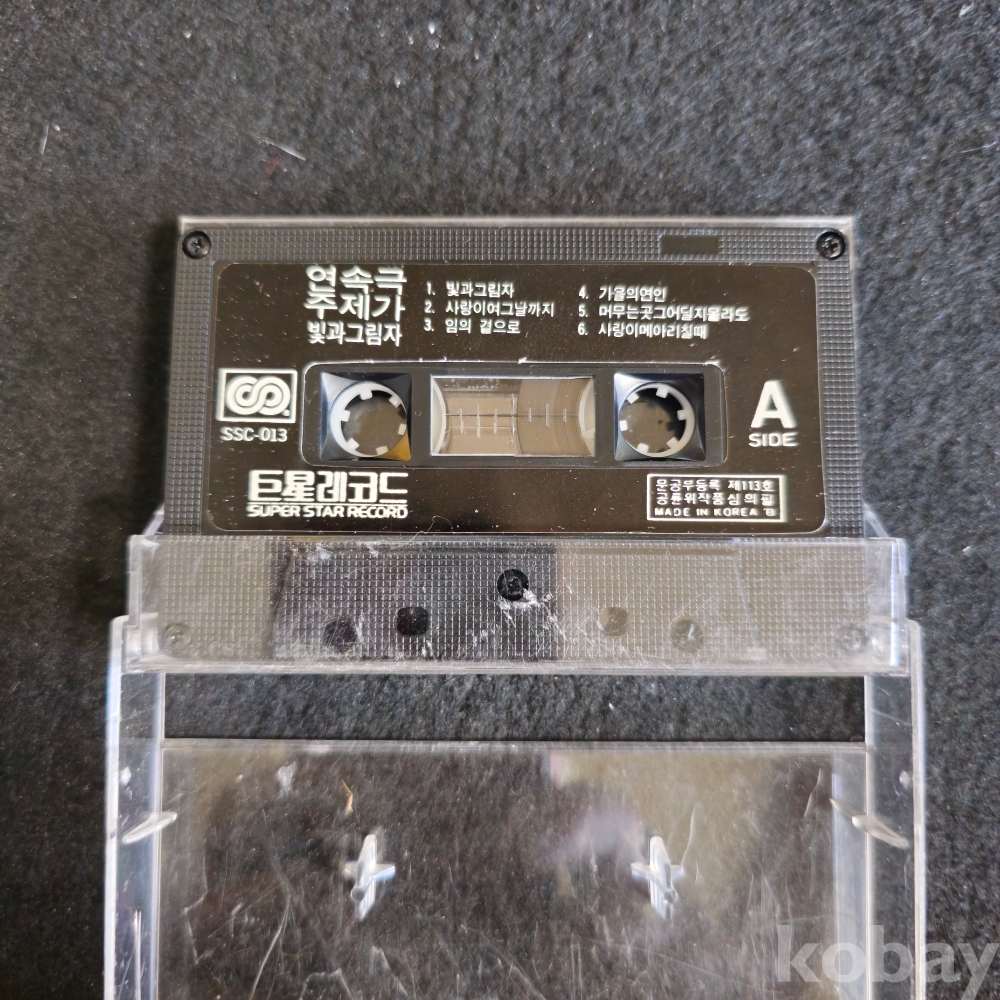 연속극
주제가
빛과그림자
1. 빛과그림자
2. 사랑이여그날까지
3. 임의 곁으로
4. 가을의연인
5. 머무는곳그어딜지몰라도
6. 사랑이메아리칠때
SSC-013
A
SIDE
巨星레코드
SUPER STAR RECORD
문공부등록 제113호
공륜위작품심의필
MADE IN KOREA
kobay